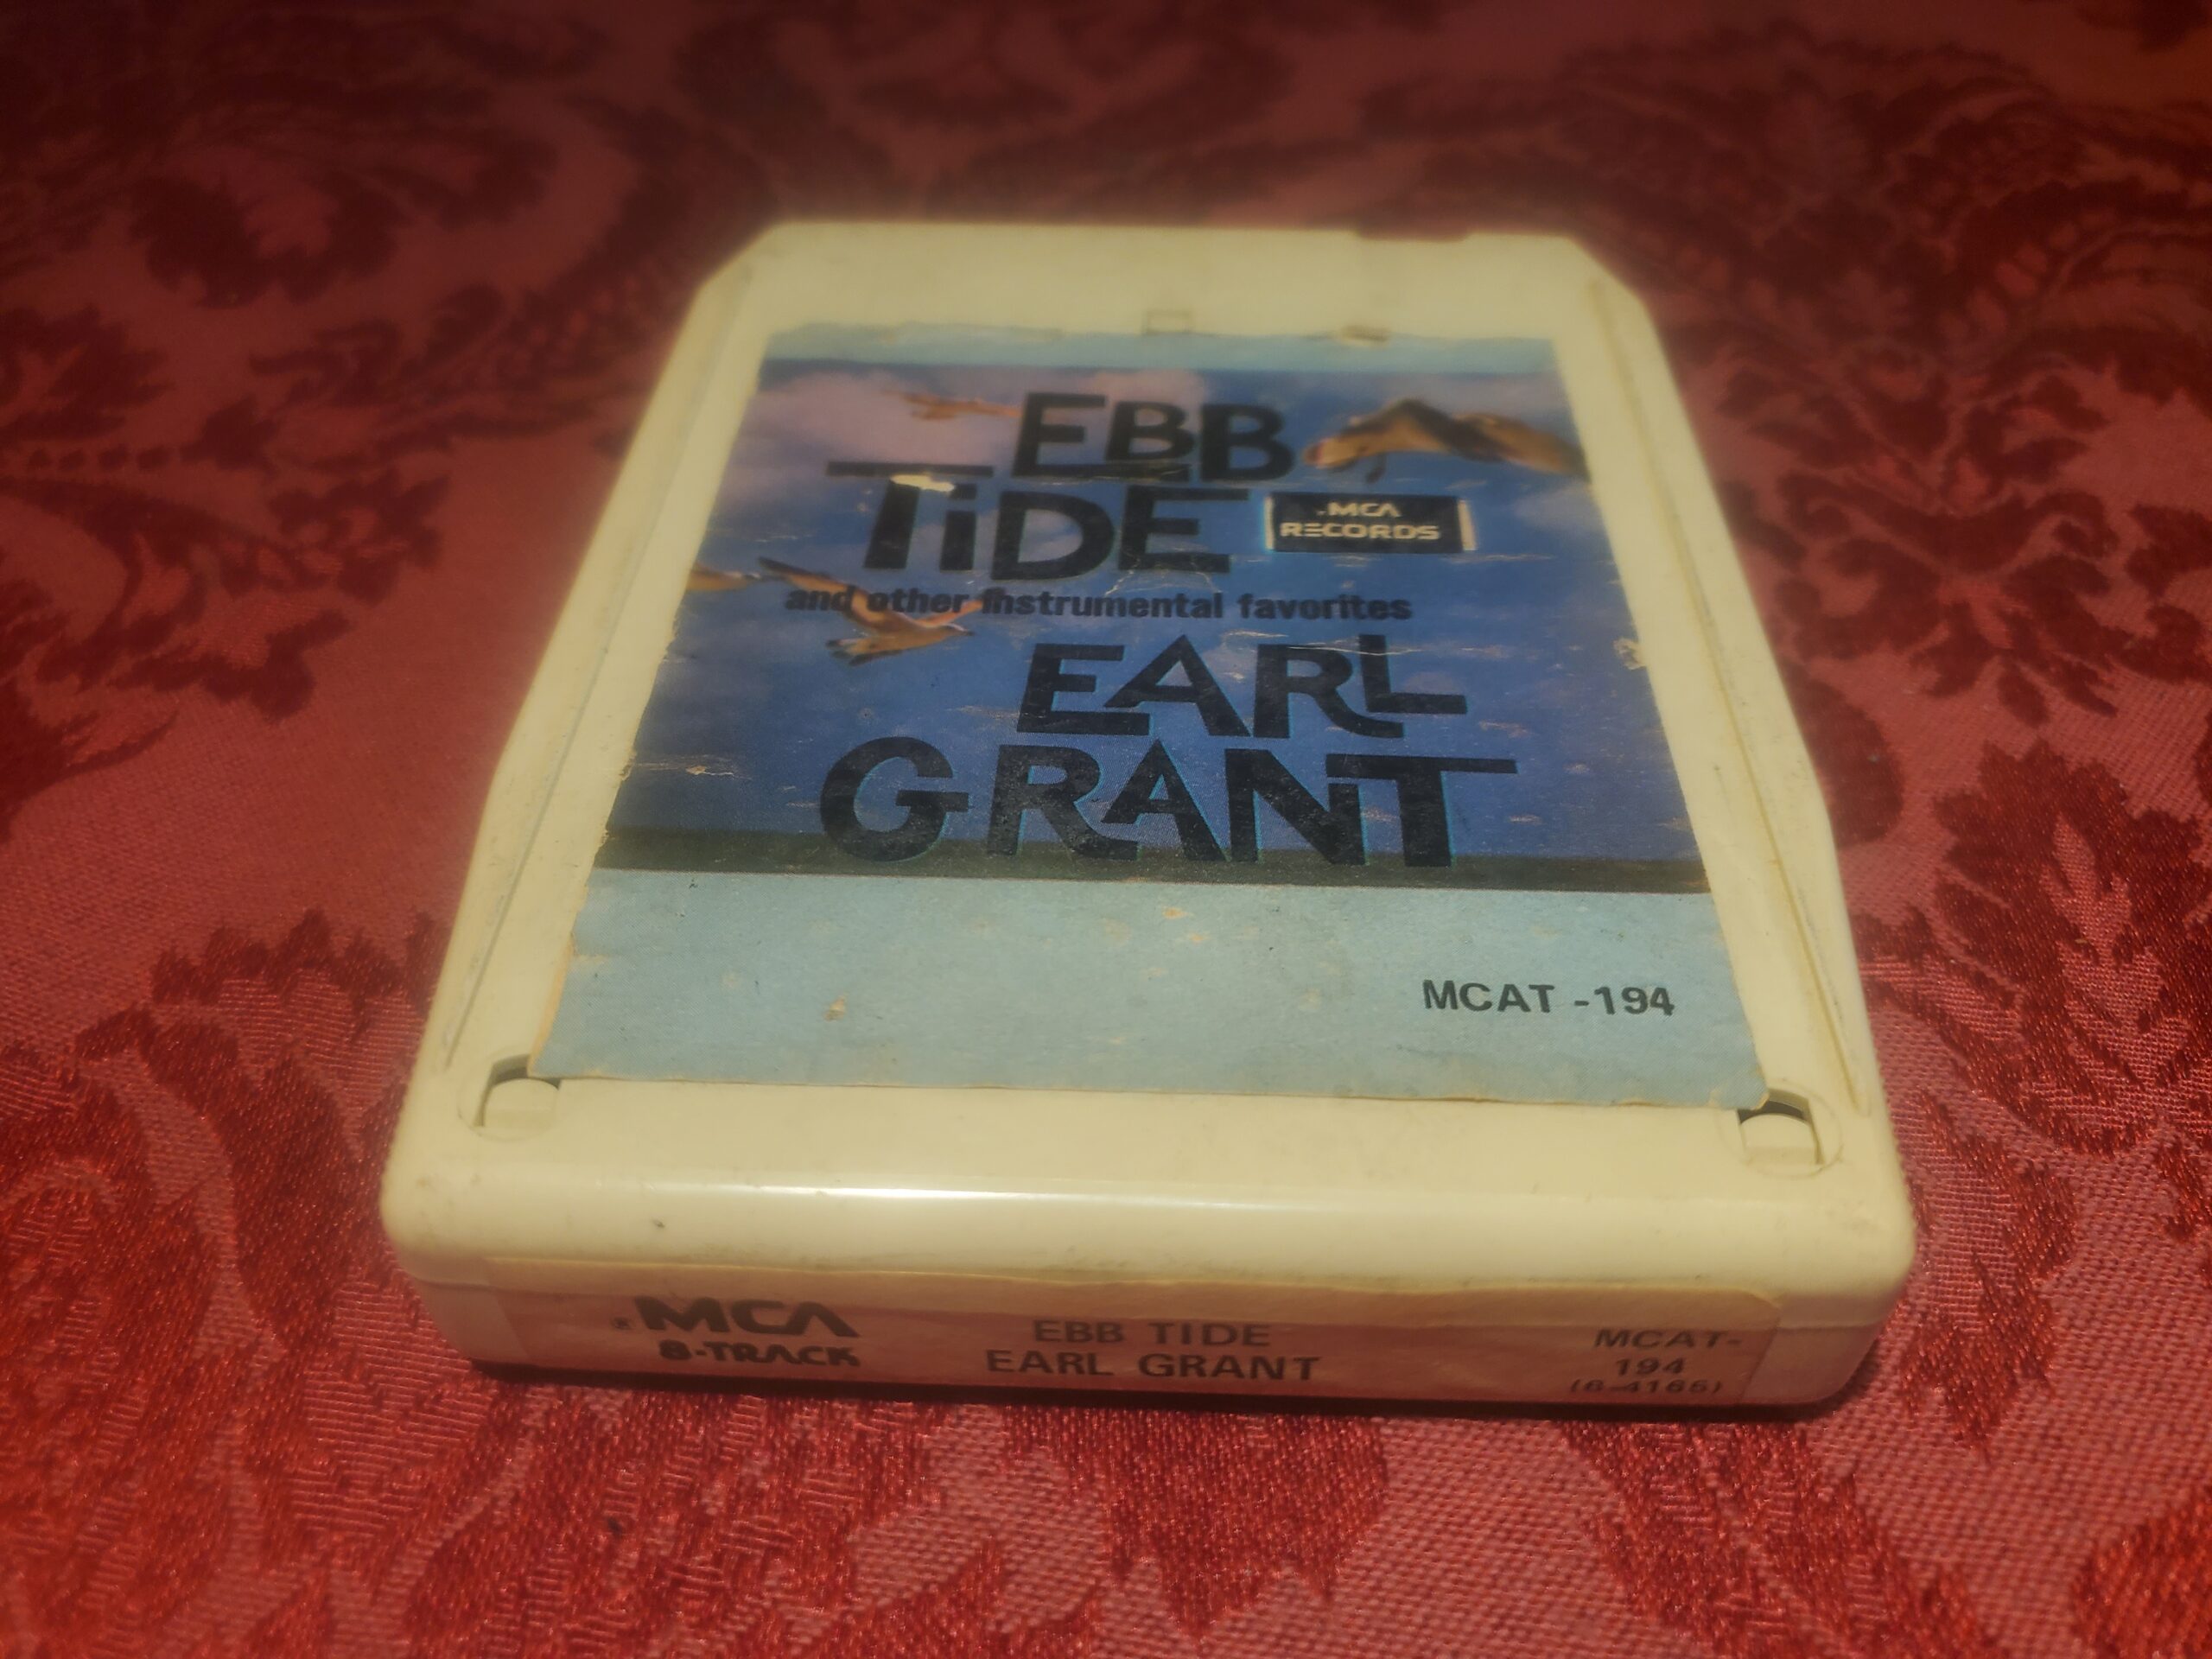 EBB
TiDE
.MCA
RECORDS
and other instrumental favorites
EARL
GRANT
MCAT -194
MCA
8·TRACK
EBB TIDE
EARL GRANT
MCAT-
194
(6-4165)